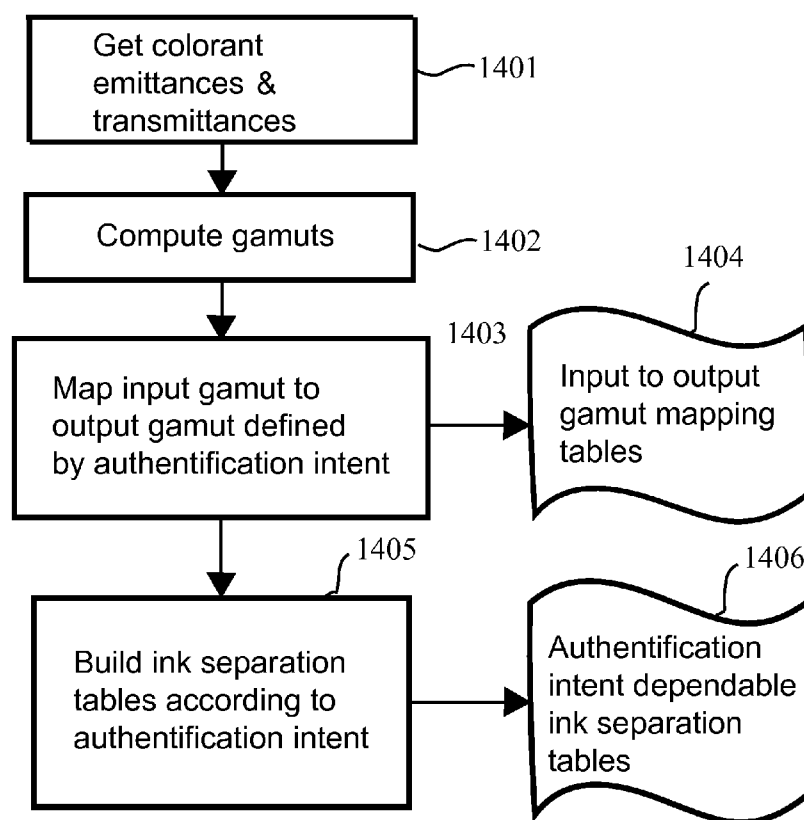 Get colorant
emittances &
transmittances
1401
Compute gamuts
1402
1404
1403
Map input gamut to
output gamut defined
by authentification intent
Input to output
gamut mapping
tables
1405
1406
Build ink separation
tables according to
authentification intent
Authentification
intent dependable
ink separation
tables